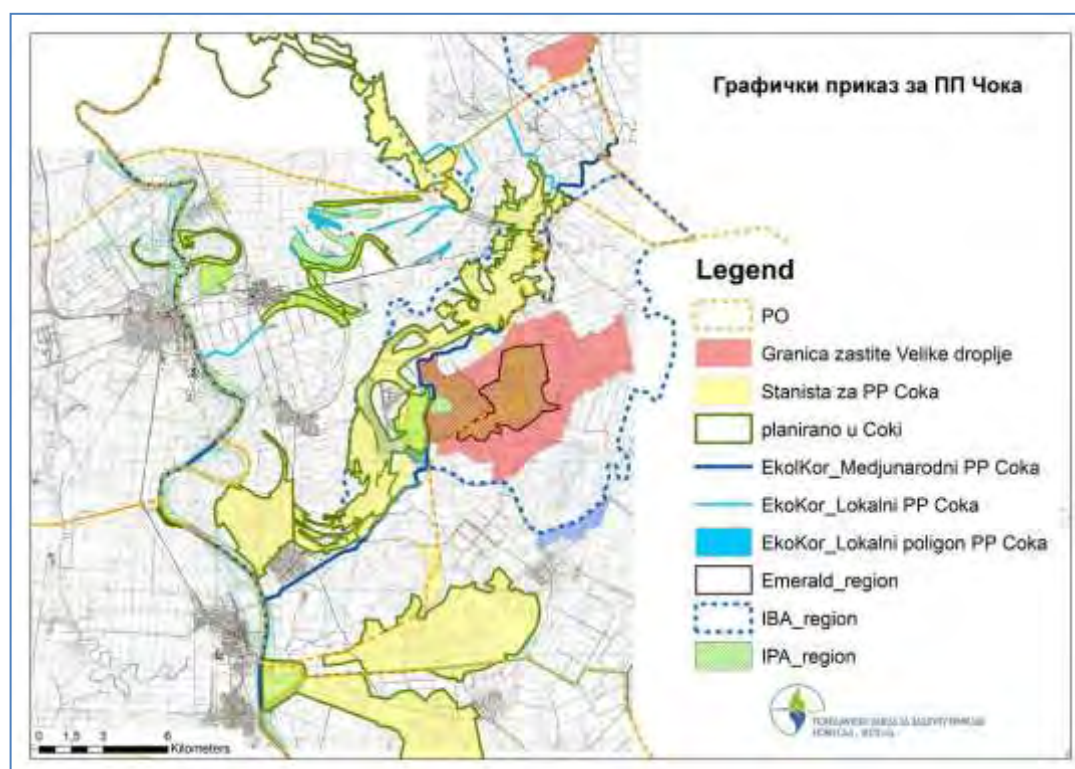 Графички приказ за ПП Чока
Legend
PO
Granica zastite Velike droplje
Stanista za PP Coka
planirano u Coki
EkolKor_Medjunarodni PP Coka
EkoKor_Lokalni PP Coka
EkoKor_Lokalni poligon PP Coka
Emerald_region
IBA_region
IPA_region
0 1,5 3 6
Kilometers